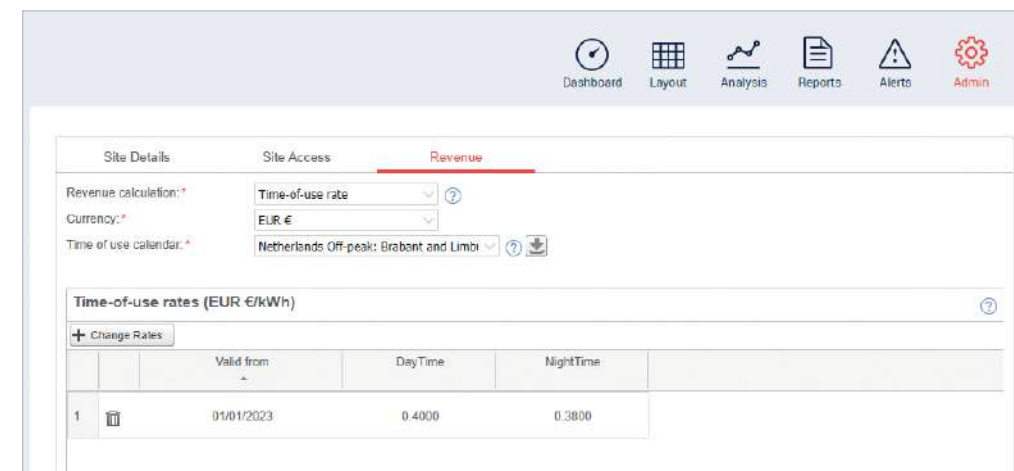 Dashboard Layout Analysis Reports Alerts Admin
Site Details Site Access Revenue
Revenue calculation:* Time-of-use rate ?
Currency:* EUR €
Time of use calendar:* Netherlands Off-peak: Brabant and Limb ?
Time-of-use rates (EUR €/kWh) ?
+ Change Rates
Valid from DayTime NightTime
1 01/01/2023 0.4000 0.3800